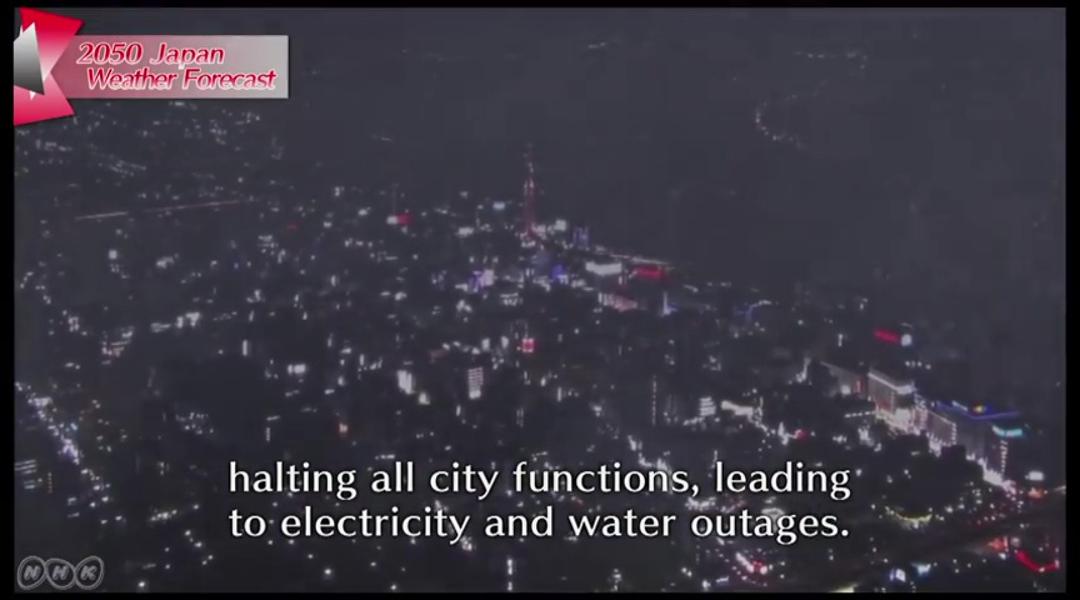 2050 Japan
Weather Forecast
halting all city functions, leading
to electricity and water outages.
NHK